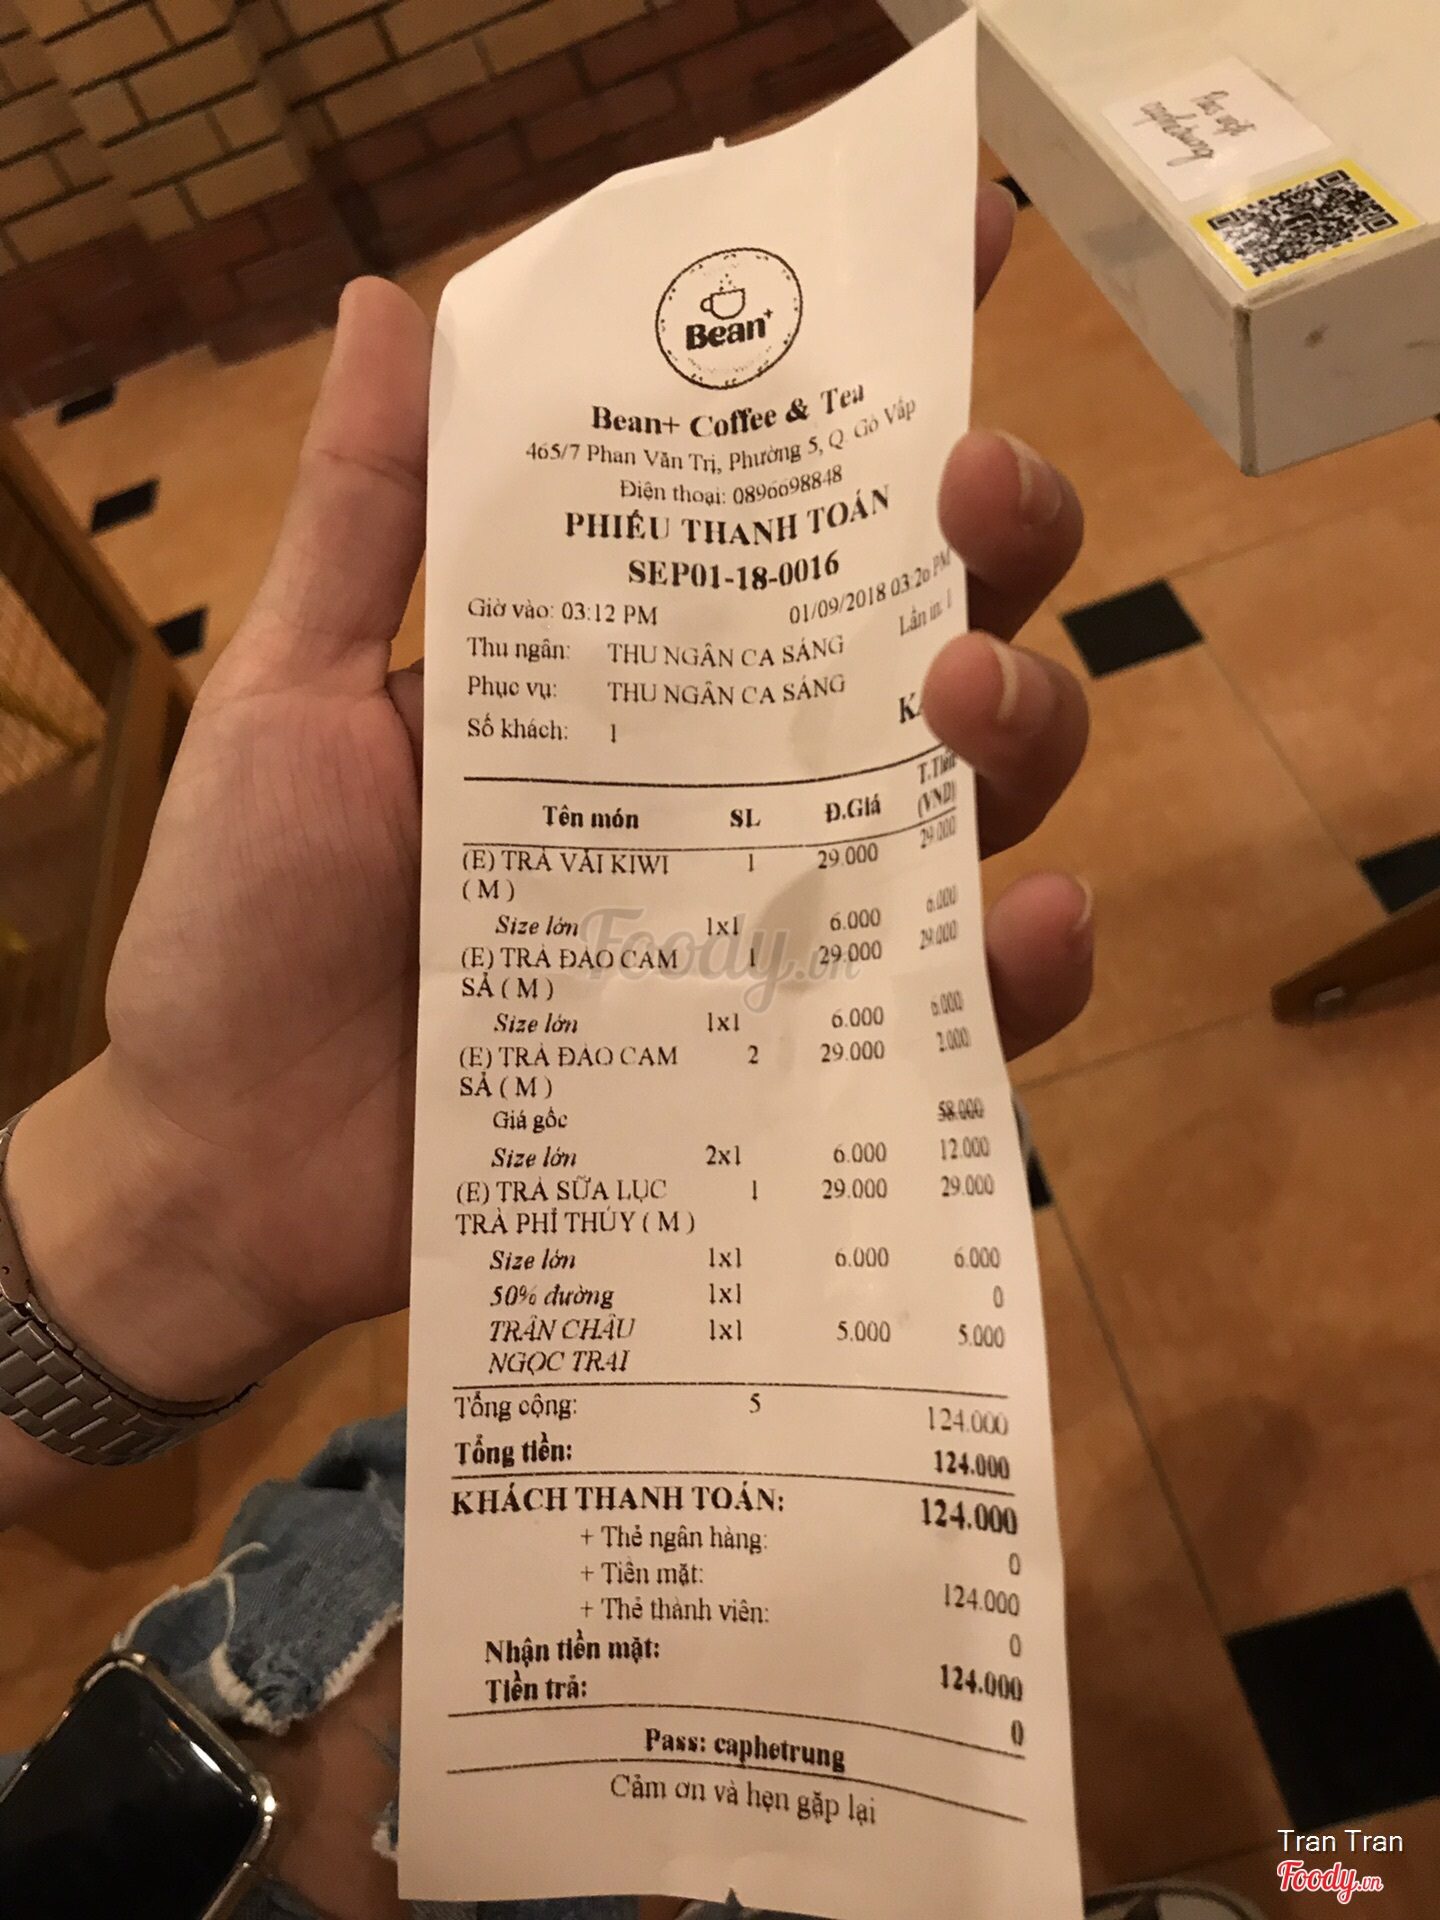 Pass wifi
caphetrung
Bean+
Bean+ Coffee & Tea
465/7 Phan Văn Trị, Phường 5, Q. Gò Vấp
Điện thoại: 0896698848
PHIẾU THANH TOÁN
SEP01-18-0016
Giờ vào: 03:12 PM 01/09/2018 03:20 PM
Lần in: 1
Thu ngân: THU NGÂN CA SÁNG
Phục vụ: THU NGÂN CA SÁNG
Số khách: 1
Tên món SL Đ.Giá T.Tiền (VND)
(E) TRÀ VẢI KIWI 1 29.000 29.000
( M )
Size lớn 1x1 6.000 6.000
(E) TRÀ ĐÀO CAM 1 29.000 29.000
SẢ ( M )
Size lớn 1x1 6.000 6.000
(E) TRÀ ĐÀO CAM 2 29.000 2.000
SẢ ( M )
Giá gốc 58.000
Size lớn 2x1 6.000 12.000
(E) TRÀ SỮA LỤC 1 29.000 29.000
TRÀ PHỈ THÚY ( M )
Size lớn 1x1 6.000 6.000
50% đường 1x1 0
TRÂN CHÂU 1x1 5.000 5.000
NGỌC TRAI
Tổng cộng: 5 124.000
Tổng tiền: 124.000
KHÁCH THANH TOÁN: 124.000
+ Thẻ ngân hàng: 0
+ Tiền mặt: 124.000
+ Thẻ thành viên: 0
Nhận tiền mặt: 124.000
Tiền trả: 0
Pass: caphetrung
Cảm ơn và hẹn gặp lại
Foody.vn
Tran Tran
Foody.vn